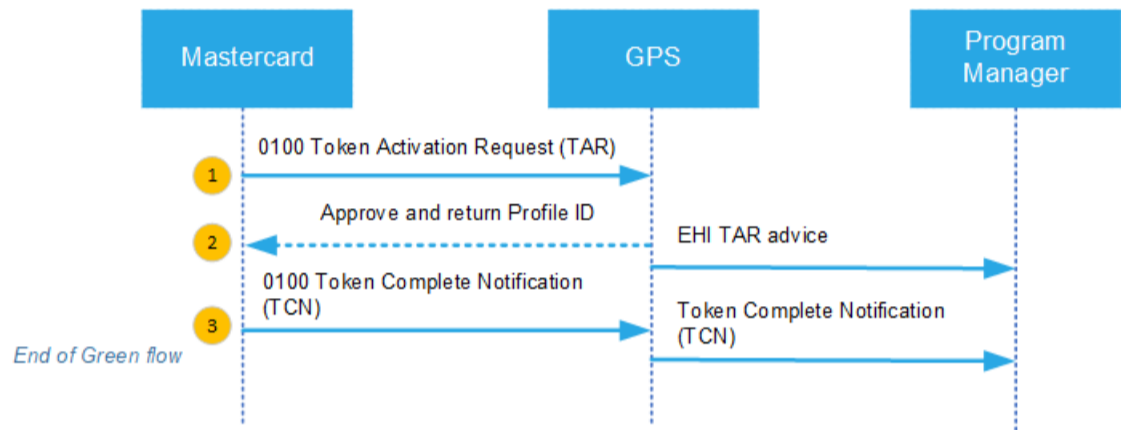 Mastercard
GPS
Program
Manager
0100 Token Activation Request (TAR)
1
Approve and return Profile ID
2
EHI TAR advice
0100 Token Complete Notification
(TCN)
3
Token Complete Notification
(TCN)
End of Green flow